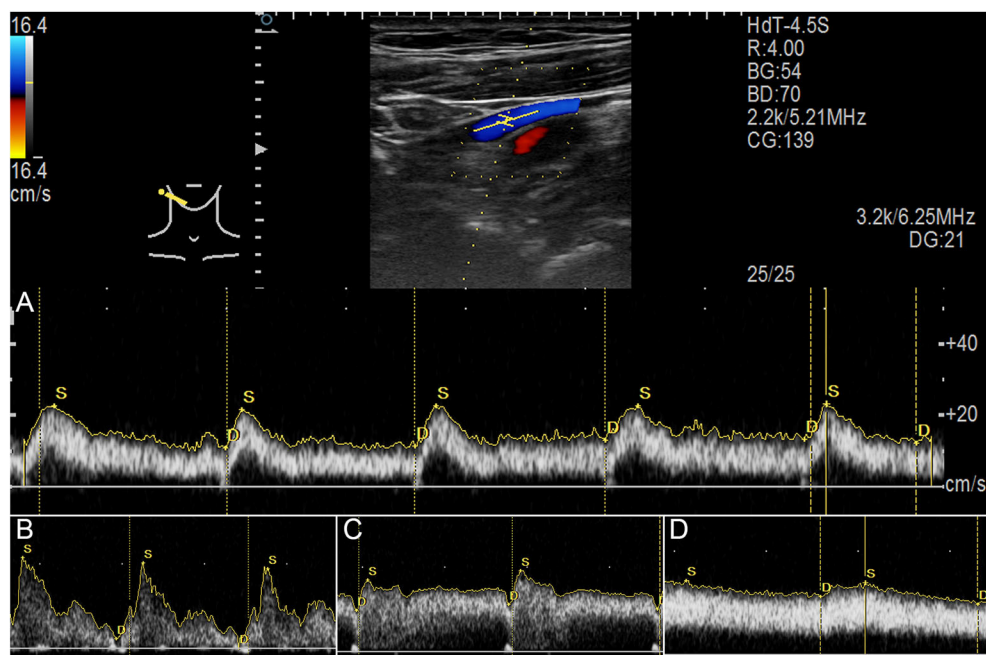 16.4
16.4
cm/s
HdT-4.5S
R:4.00
BG:54
BD:70
2.2k/5.21MHz
CG:139
3.2k/6.25MHz
DG:21
25/25
A
+40
S
S
S
S
S
+20
D
D
D
D
D
cm/s
B
S
S
S
D
D
C
S
S
D
D
D
S
S
D
D